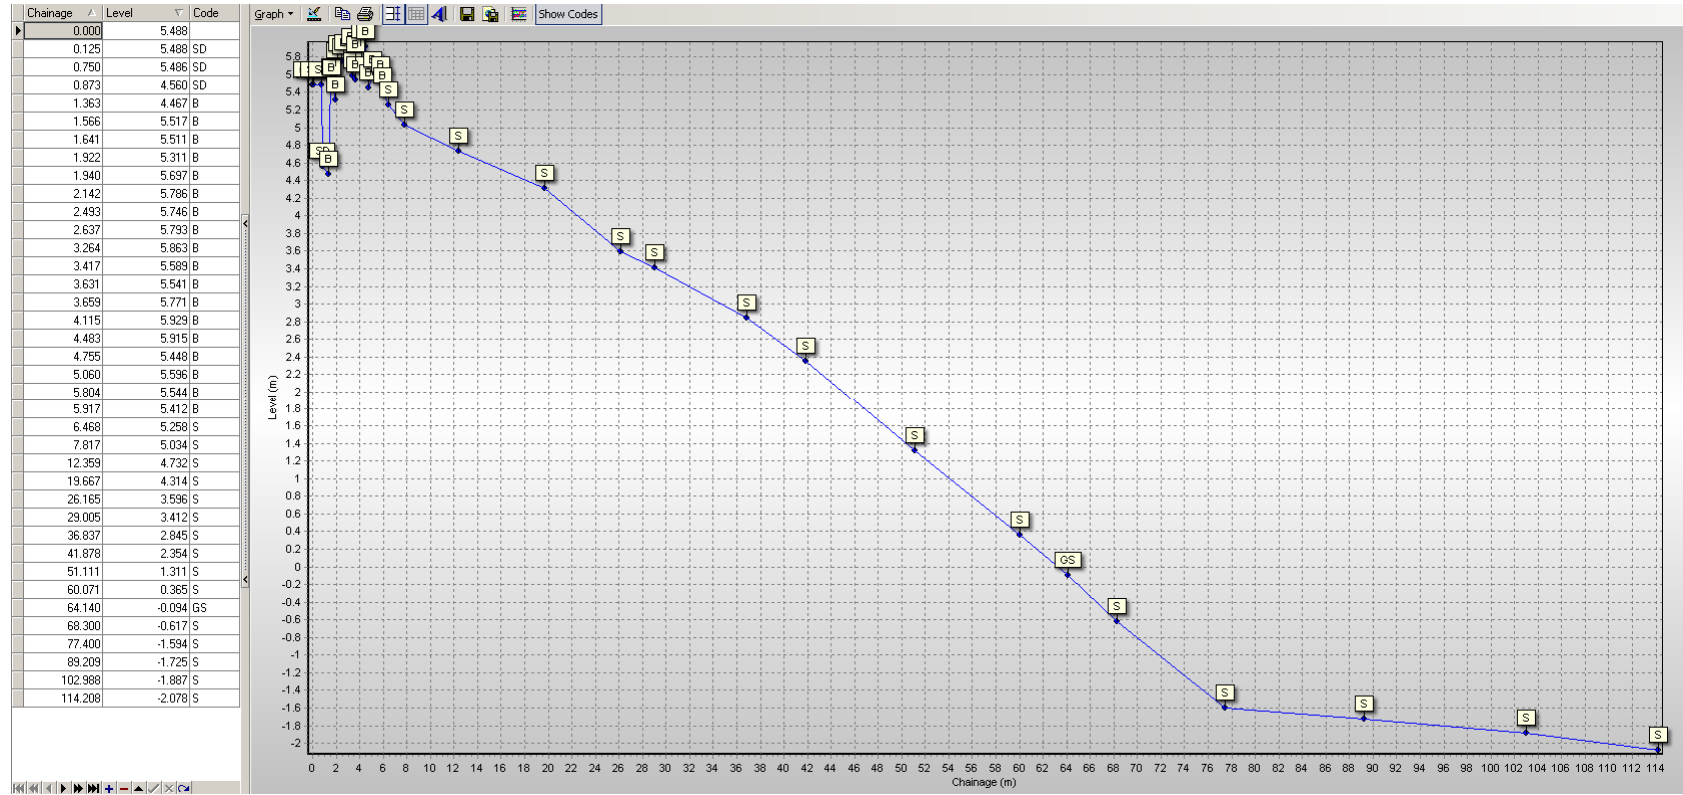 Chainage Level Code
0.000 5.488
0.125 5.488 SD
0.750 5.486 SD
0.873 4.560 SD
1.363 4.467 B
1.566 5.517 B
1.641 5.511 B
1.922 5.311 B
1.940 5.697 B
2.142 5.786 B
2.493 5.746 B
2.637 5.793 B
3.264 5.863 B
3.417 5.589 B
3.631 5.541 B
3.659 5.771 B
4.115 5.929 B
4.483 5.915 B
4.755 5.448 B
5.060 5.596 B
5.804 5.544 B
5.917 5.412 B
6.468 5.258 S
7.817 5.034 S
12.359 4.732 S
19.667 4.314 S
26.165 3.596 S
29.005 3.412 S
36.837 2.845 S
41.878 2.354 S
51.111 1.311 S
60.071 0.365 S
64.140 -0.094 GS
68.300 -0.617 S
77.400 -1.594 S
89.209 -1.725 S
102.988 -1.887 S
114.208 -2.078 S
Graph Show Codes
Level (m)
5.8
5.4
5.2
5
4.8
4.6
4.4
4.2
4
3.8
3.6
3.4
3.2
3
2.8
2.6
2.4
2.2
2
1.8
1.6
1.4
1.2
1
0.8
0.6
0.4
0.2
0
-0.2
-0.4
-0.6
-0.8
-1
-1.2
-1.4
-1.6
-1.8
-2
B
B
B
B
B
B
B
B
B
S
S
S
S
S
S
S
S
S
S
S
GS
S
S
S
S
S
0 2 4 6 8 10 12 14 16 18 20 22 24 26 28 30 32 34 36 38 40 42 44 46 48 50 52 54 56 58 60 62 64 66 68 70 72 74 76 78 80 82 84 86 88 90 92 94 96 98 100 102 104 106 108 110 112 114
Chainage (m)